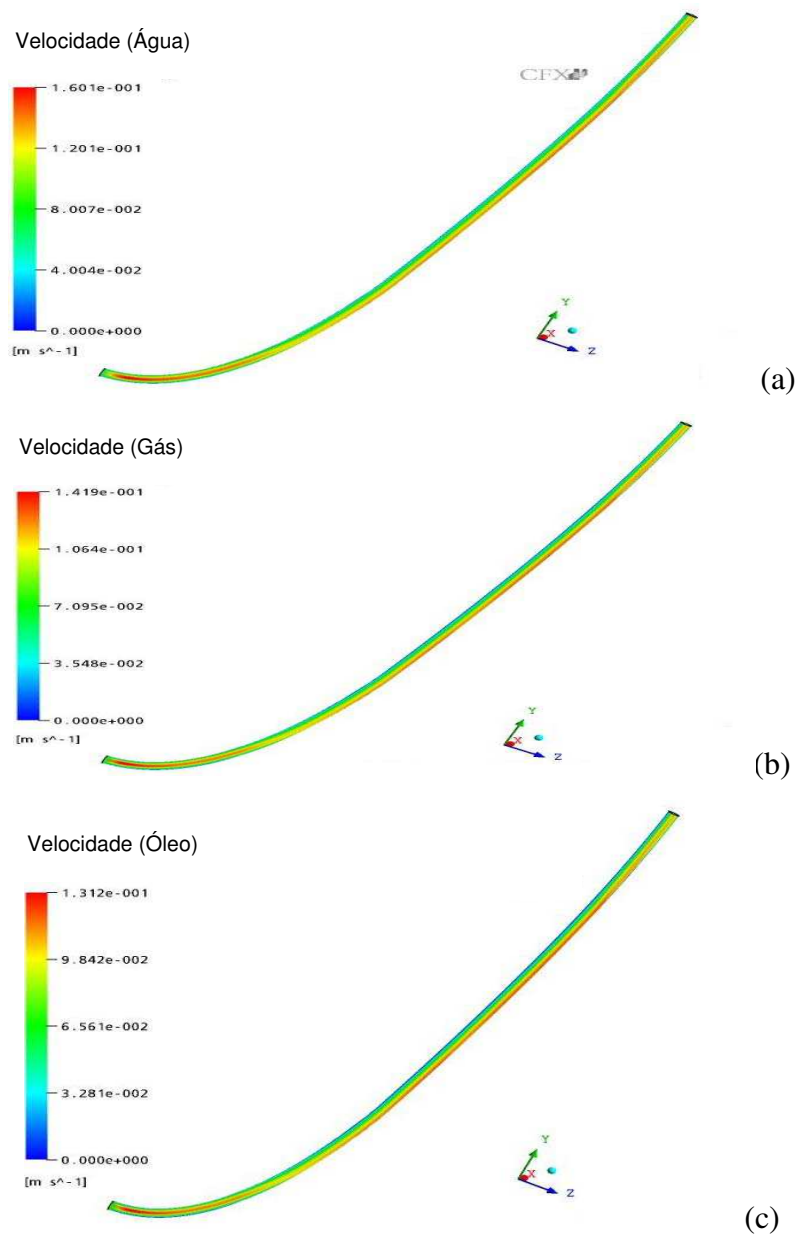 Velocidade (Água)
CFX
1.601e-001
1.201e-001
8.007e-002
4.004e-002
0.000e+000
[m s^-1]
Y
X
Z
(a)
Velocidade (Gás)
1.419e-001
1.064e-001
7.095e-002
3.548e-002
0.000e+000
[m s^-1]
Y
X
Z
(b)
Velocidade (Óleo)
1.312e-001
9.842e-002
6.561e-002
3.281e-002
0.000e+000
[m s^-1]
Y
X
Z
(c)